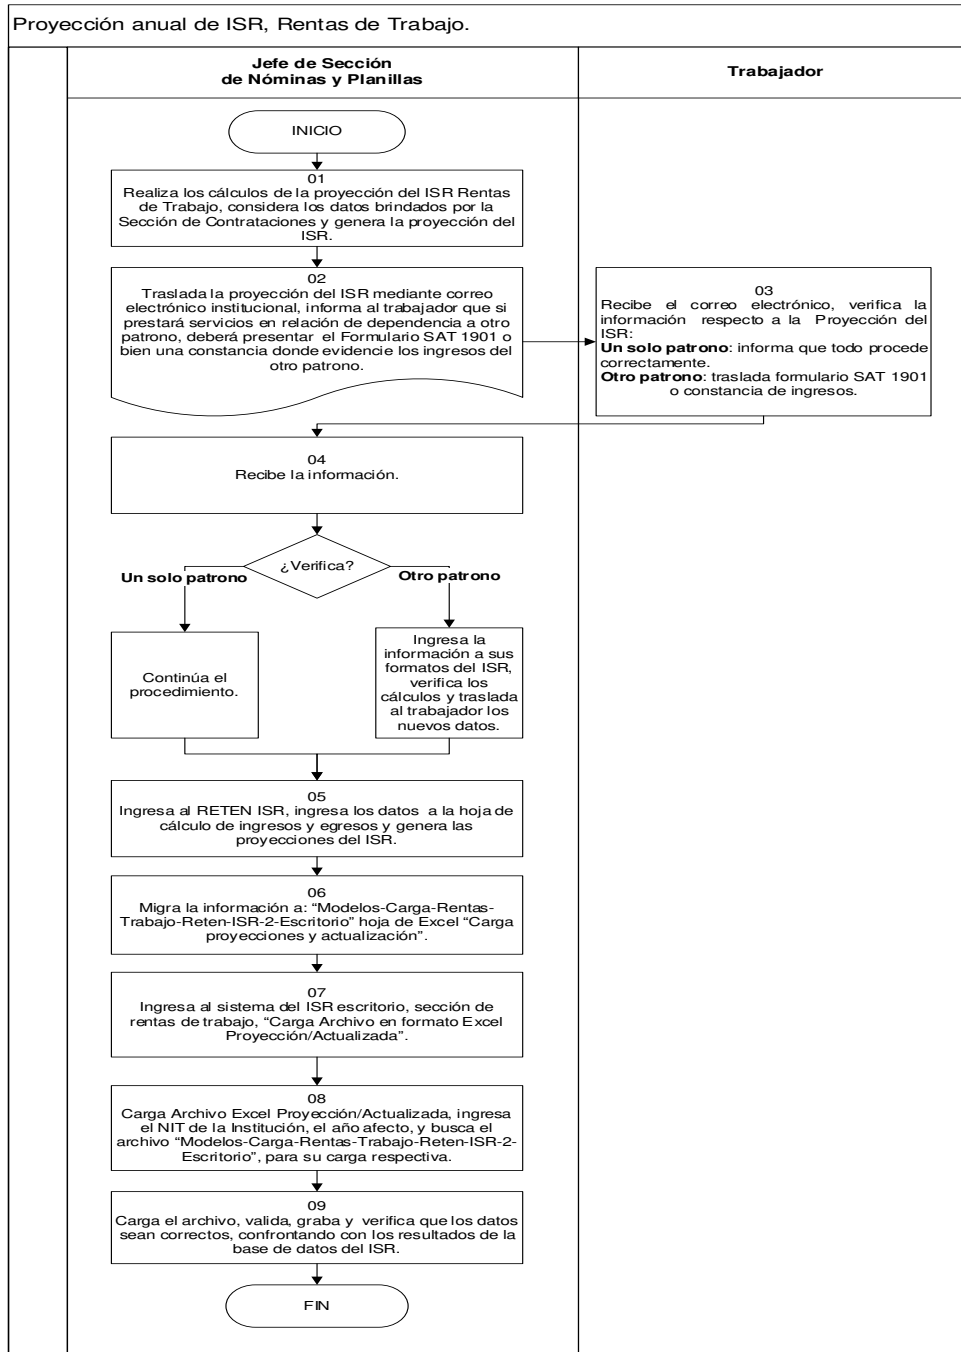 Proyección anual de ISR, Rentas de Trabajo.
Jefe de Sección
de Nóminas y Planillas
Trabajador
INICIO
01
Realiza los cálculos de la proyección del ISR Rentas
de Trabajo, considera los datos brindados por la
Sección de Contrataciones y genera la proyección del
ISR.
02
Traslada la proyección del ISR mediante correo
electrónico institucional, informa al trabajador que si
prestará servicios en relación de dependencia a otro
patrono, deberá presentar el Formulario SAT 1901 o
bien una constancia donde evidencie los ingresos del
otro patrono.
03
Recibe el correo electrónico, verifica la
información respecto a la Proyección del
ISR:
Un solo patrono: informa que todo procede
correctamente.
Otro patrono: traslada formulario SAT 1901
o constancia de ingresos.
04
Recibe la información.
¿Verifica?
Un solo patrono
Otro patrono
Continúa el
procedimiento.
Ingresa la
información a sus
formatos del ISR,
verifica los
cálculos y traslada
al trabajador los
nuevos datos.
05
Ingresa al RETEN ISR, ingresa los datos a la hoja de
cálculo de ingresos y egresos y genera las
proyecciones del ISR.
06
Migra la información a: “Modelos-Carga-Rentas-
Trabajo-Reten-ISR-2-Escritorio” hoja de Excel “Carga
proyecciones y actualización”.
07
Ingresa al sistema del ISR escritorio, sección de
rentas de trabajo, “Carga Archivo en formato Excel
Proyección/Actualizada”.
08
Carga Archivo Excel Proyección/Actualizada, ingresa
el NIT de la Institución, el año afecto, y busca el
archivo “Modelos-Carga-Rentas-Trabajo-Reten-ISR-2-
Escritorio”, para su carga respectiva.
09
Carga el archivo, valida, graba y verifica que los datos
sean correctos, confrontando con los resultados de la
base de datos del ISR.
FIN